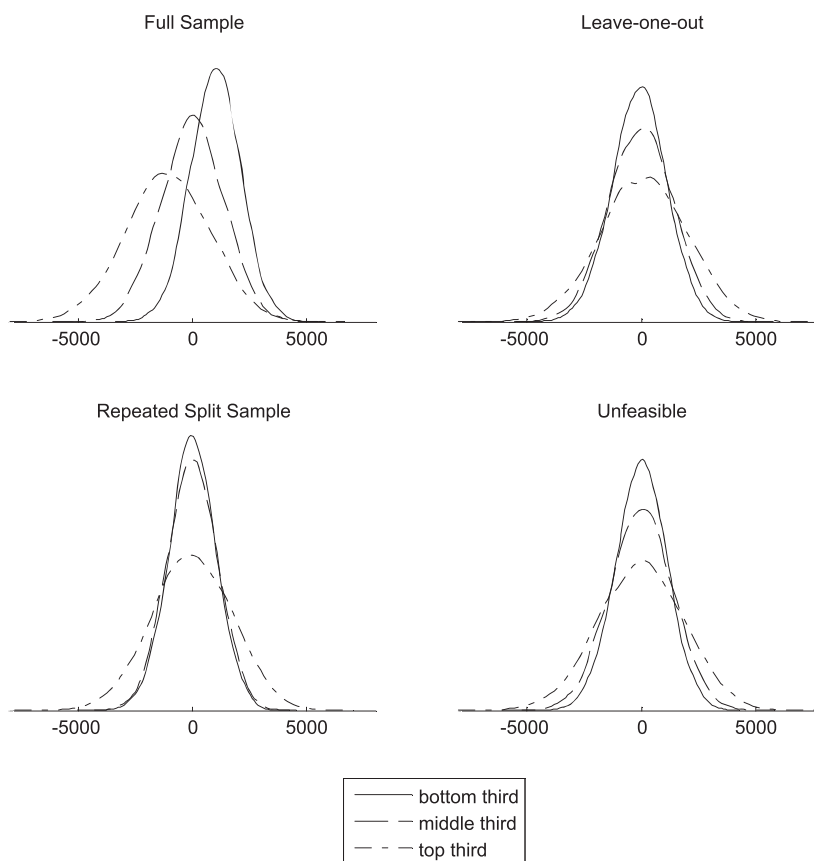 Full Sample
Leave-one-out
-5000 0 5000
-5000 0 5000
Repeated Split Sample
Unfeasible
-5000 0 5000
-5000 0 5000
bottom third
middle third
top third